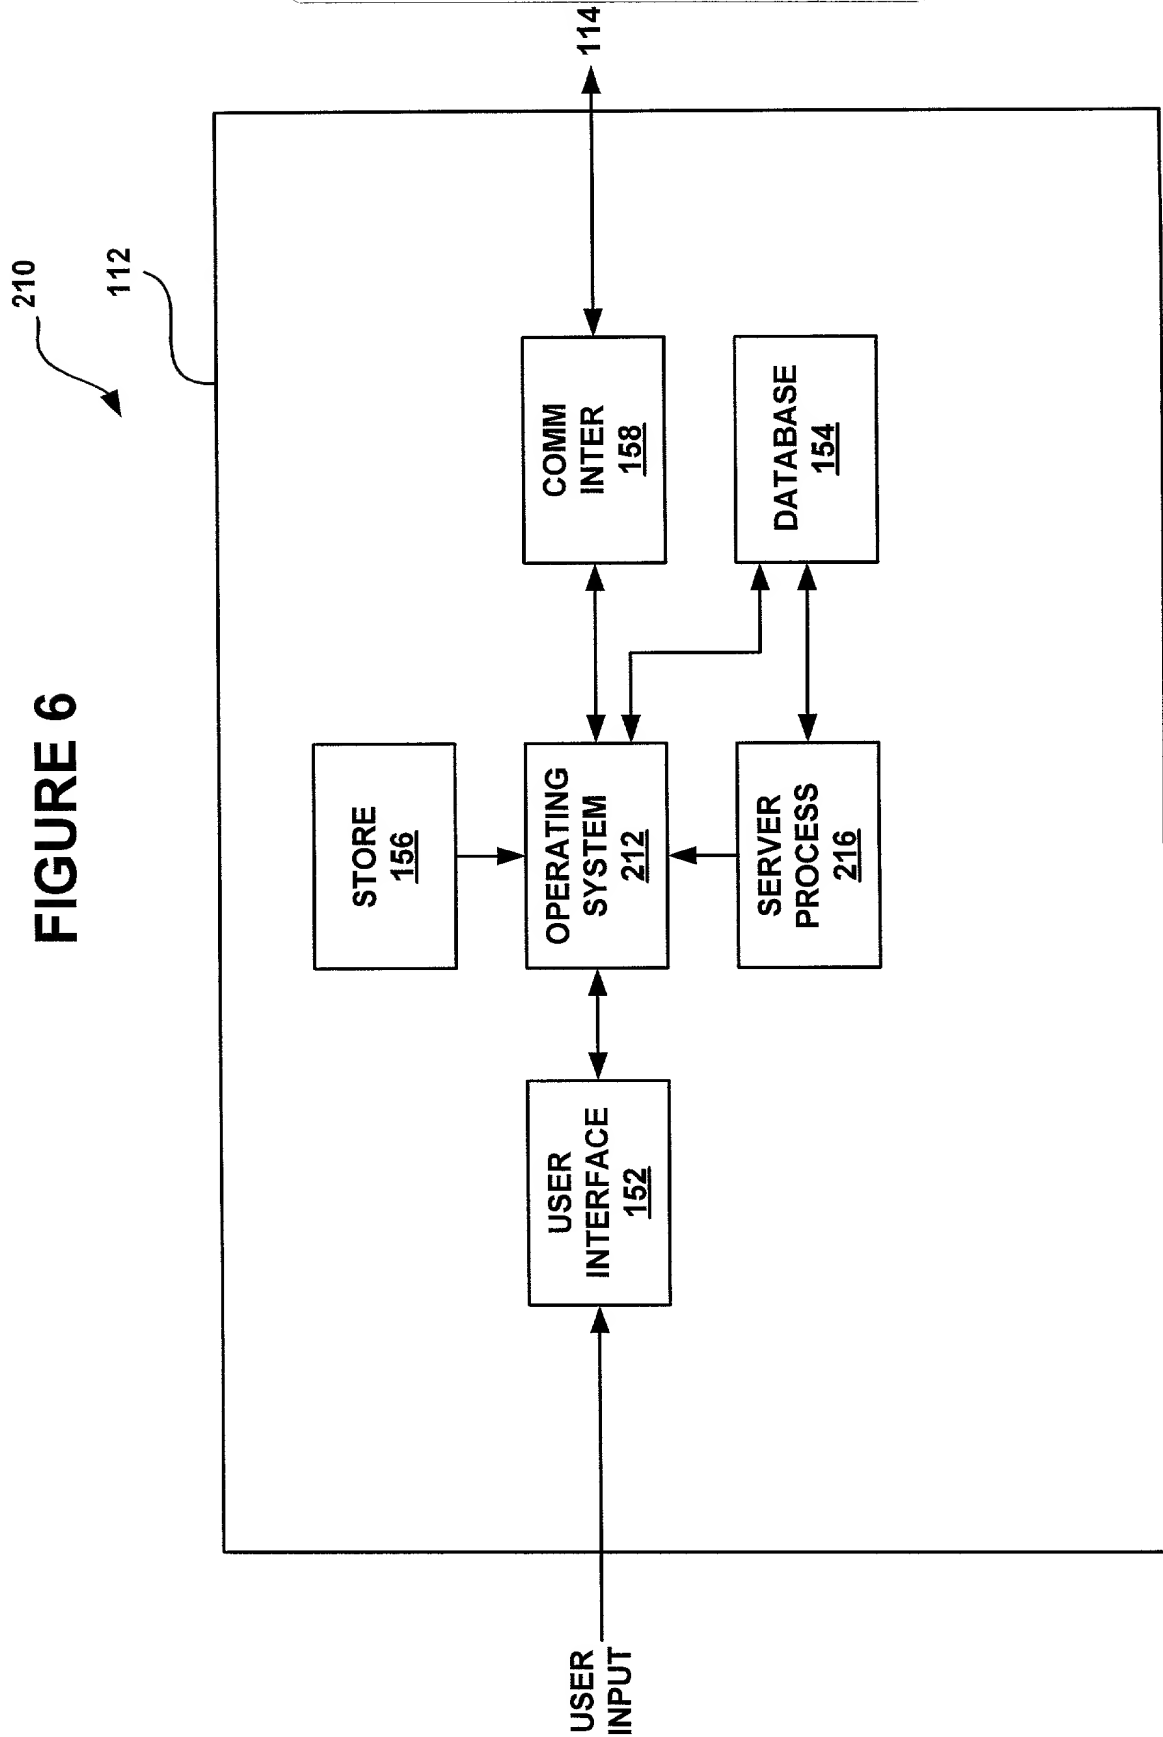 FIGURE 6
210
112
114
STORE
156
USER
INPUT
USER
INTERFACE
152
OPERATING
SYSTEM
212
COMM
INTER
158
SERVER
PROCESS
216
DATABASE
154